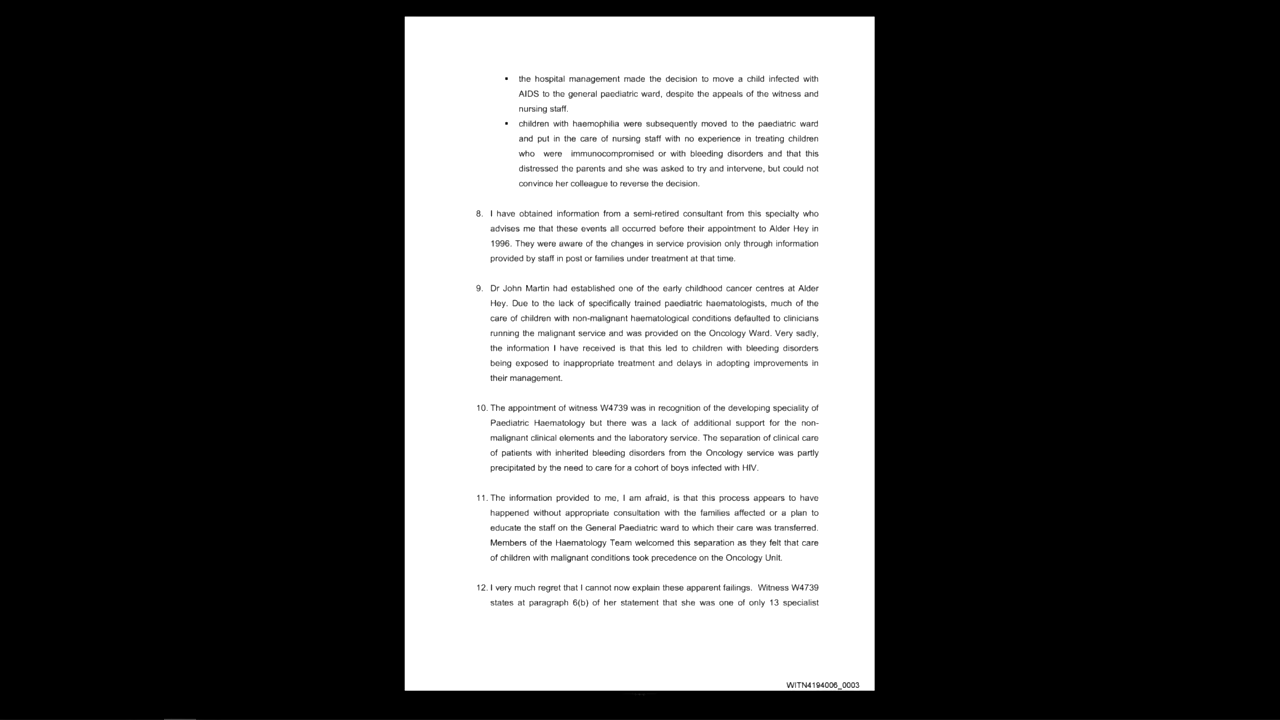 ▪ the hospital management made the decision to move a child infected with
AIDS to the general paediatric ward, despite the appeals of the witness and
nursing staff.
▪ children with haemophilia were subsequently moved to the paediatric ward
and put in the care of nursing staff with no experience in treating children
who were immunocompromised or with bleeding disorders and that this
distressed the parents and she was asked to try and intervene, but could not
convince her colleague to reverse the decision.
8. I have obtained information from a semi-retired consultant from this specialty who
advises me that these events all occurred before their appointment to Alder Hey in
1996. They were aware of the changes in service provision only through information
provided by staff in post or families under treatment at that time.
9. Dr John Martin had established one of the early childhood cancer centres at Alder
Hey. Due to the lack of specifically trained paediatric haematologists, much of the
care of children with non-malignant haematological conditions defaulted to clinicians
running the malignant service and was provided on the Oncology Ward. Very sadly,
the information I have received is that this led to children with bleeding disorders
being exposed to inappropriate treatment and delays in adopting improvements in
their management.
10. The appointment of witness W4739 was in recognition of the developing speciality of
Paediatric Haematology but there was a lack of additional support for the non-
malignant clinical elements and the laboratory service. The separation of clinical care
of patients with inherited bleeding disorders from the Oncology service was partly
precipitated by the need to care for a cohort of boys infected with HIV.
11. The information provided to me, I am afraid, is that this process appears to have
happened without appropriate consultation with the families affected or a plan to
educate the staff on the General Paediatric ward to which their care was transferred.
Members of the Haematology Team welcomed this separation as they felt that care
of children with malignant conditions took precedence on the Oncology Unit.
12. I very much regret that I cannot now explain these apparent failings. Witness W4739
states at paragraph 6(b) of her statement that she was one of only 13 specialist
WITN4194006_0003